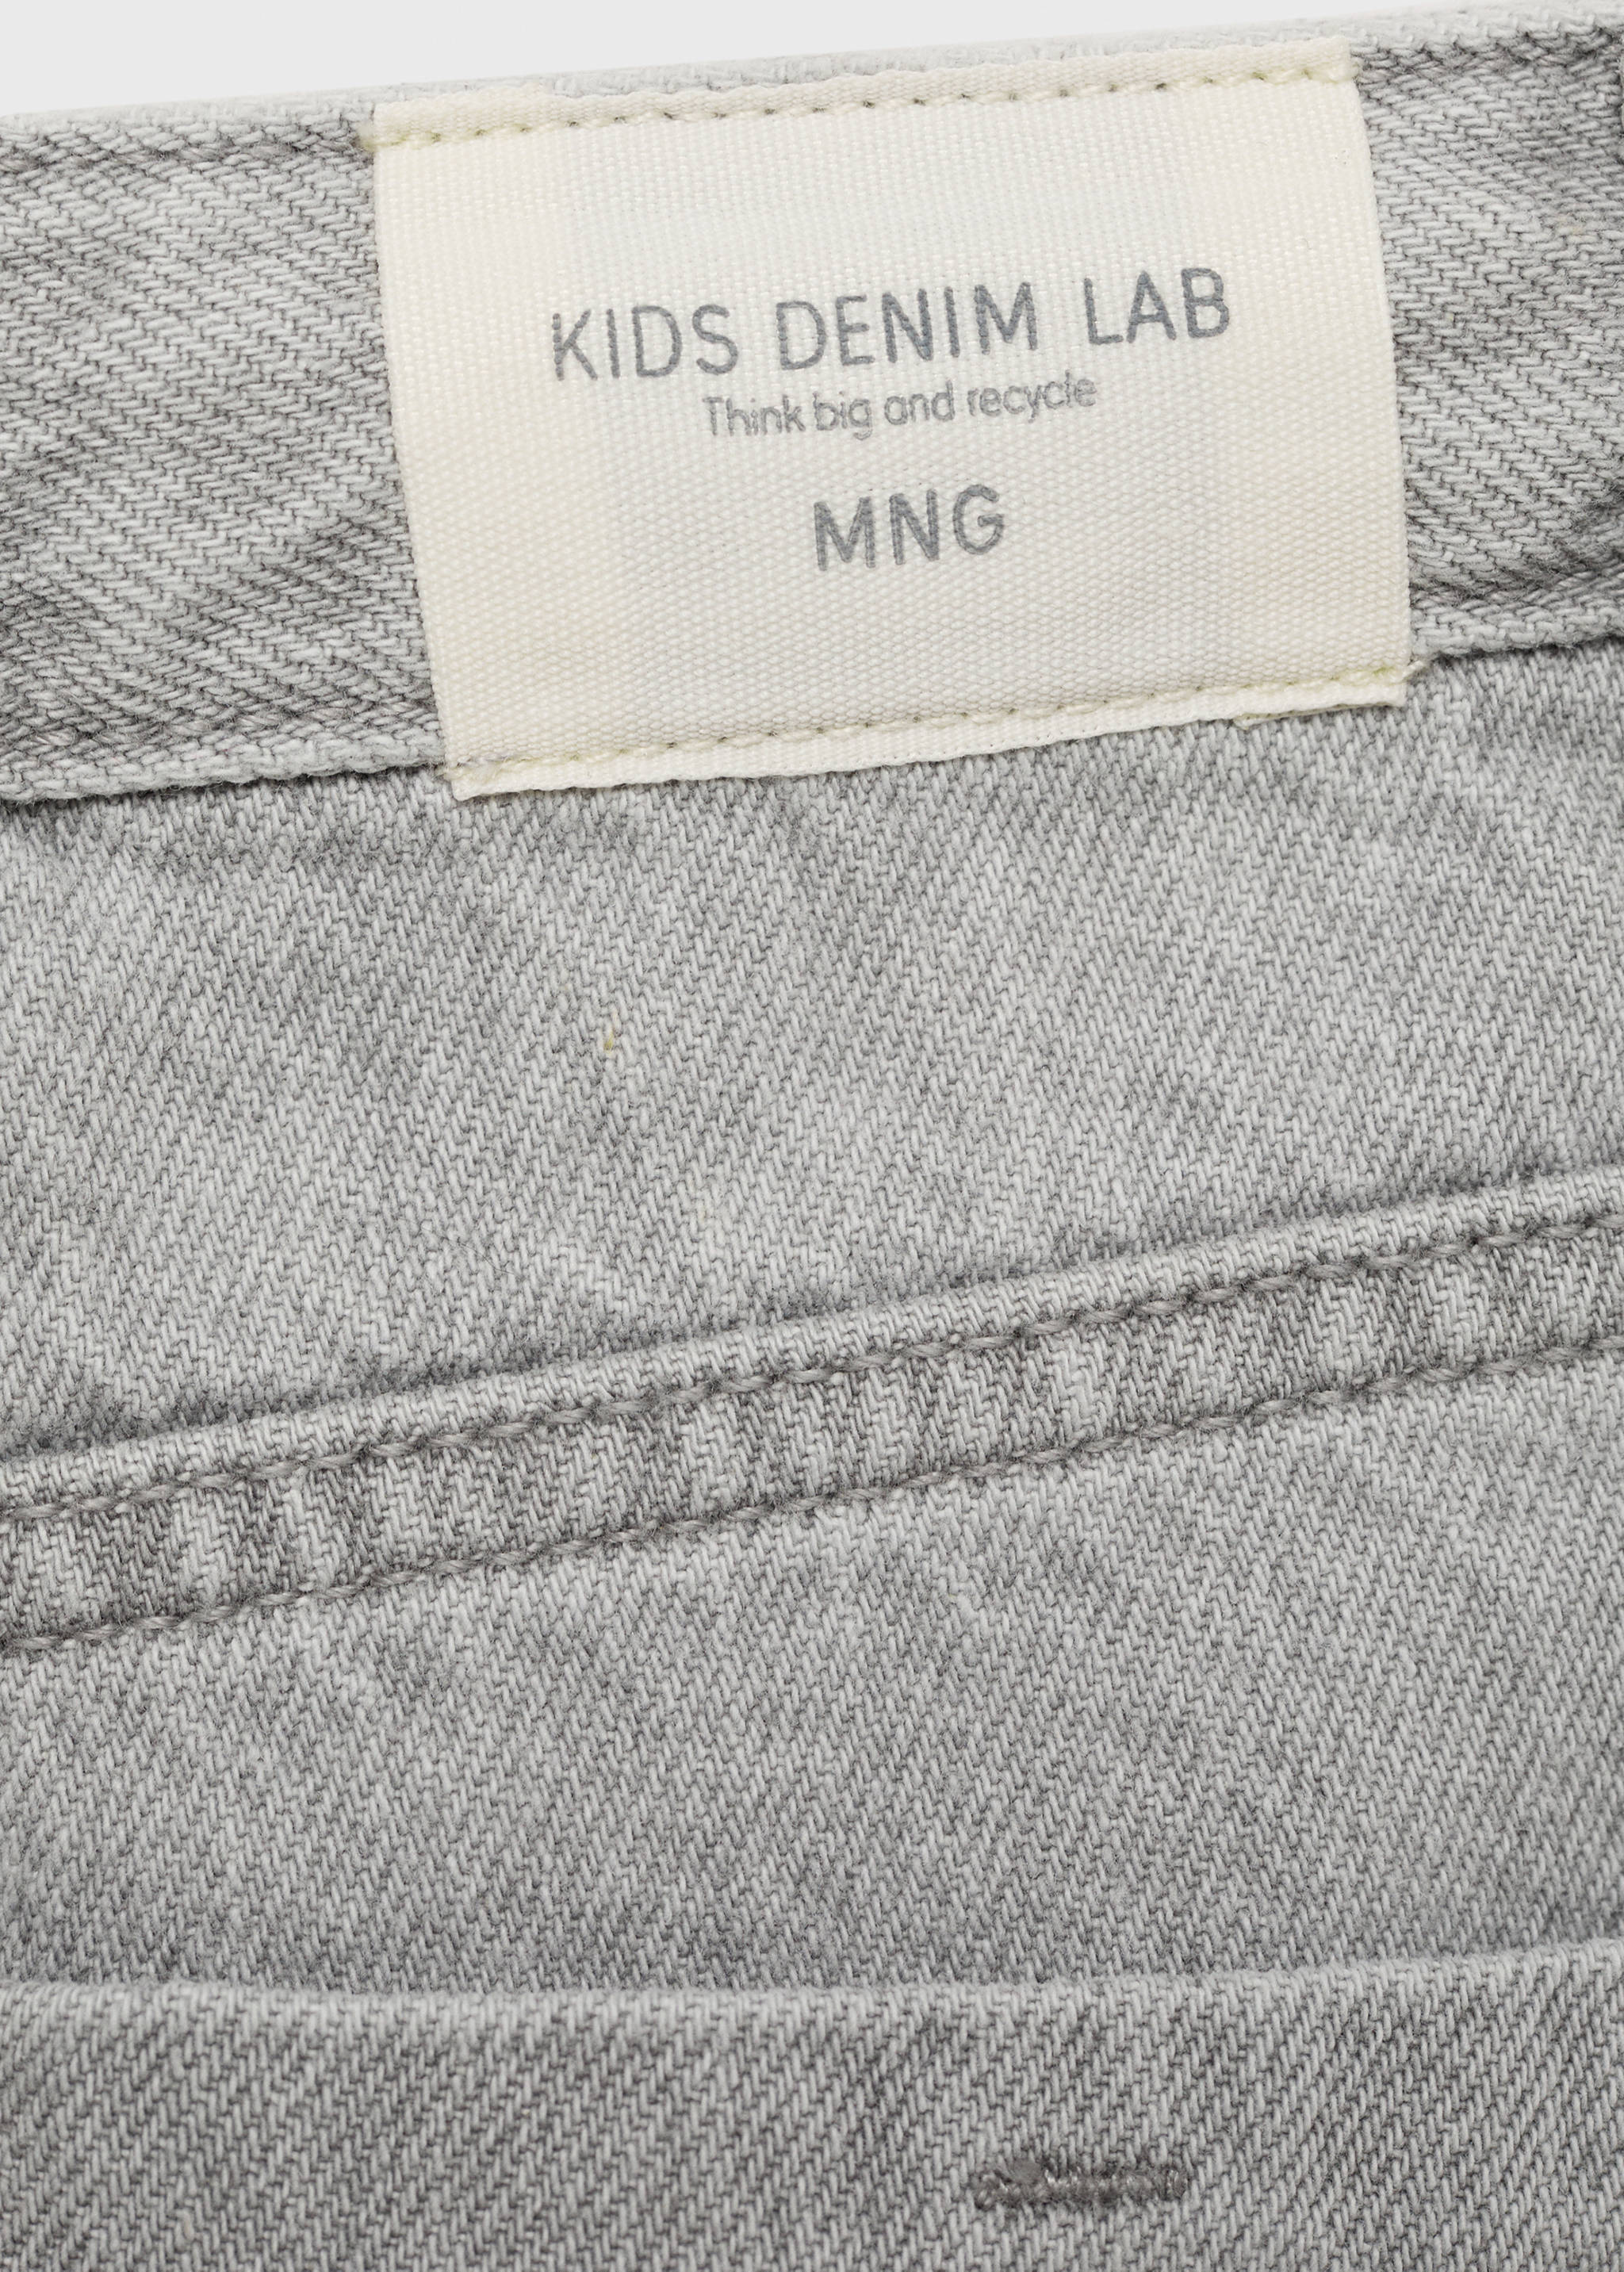 KIDS DENIM LAB
Think big and recycle
MNG